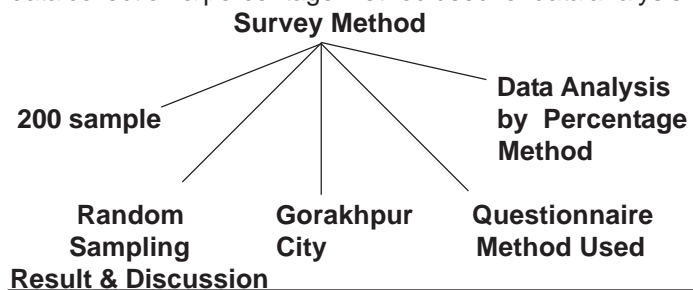 Survey Method
200 sample
Data Analysis
by Percentage
Method
Random
Sampling
Gorakhpur
City
Questionnaire
Method Used
Result & Discussion